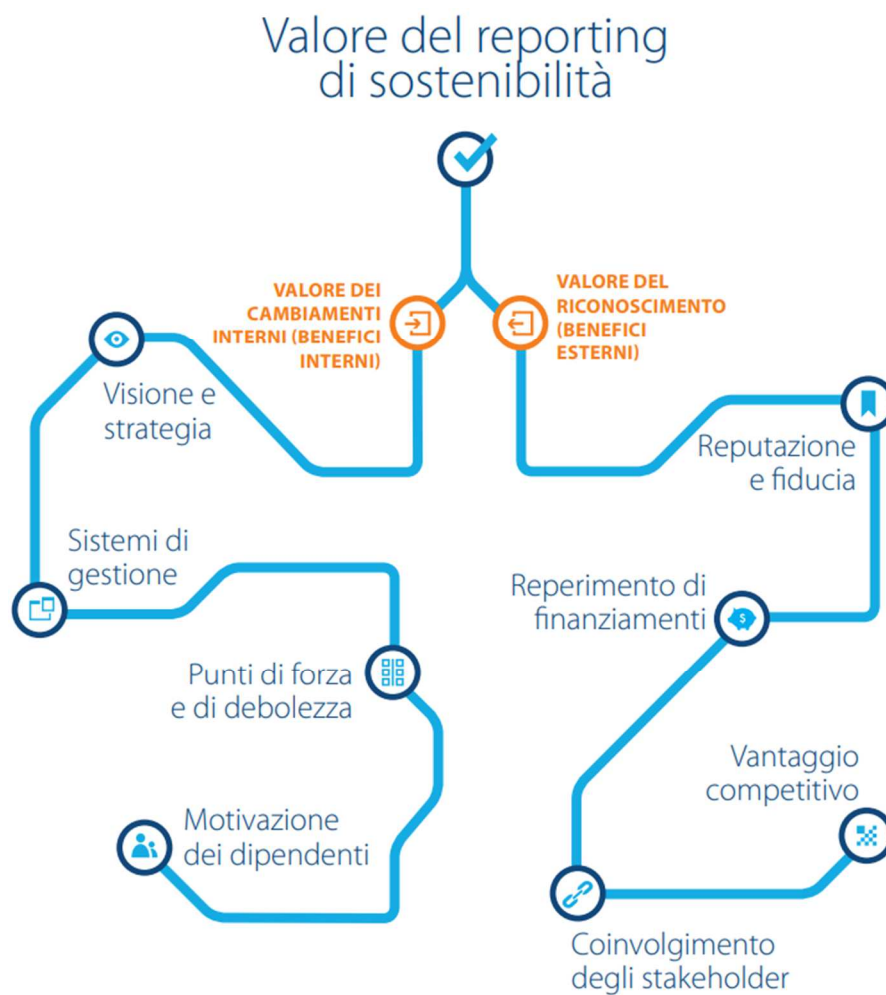 Valore del reporting
di sostenibilità
VALORE DEI
CAMBIAMENTI
INTERNI (BENEFICI
INTERNI)
VALORE DEL
RICONOSCIMENTO
(BENEFICI
ESTERNI)
Visione e
strategia
Sistemi di
gestione
Punti di forza
e di debolezza
Motivazione
dei dipendenti
Reputazione
e fiducia
Reperimento di
finanziamenti
$
Coinvolgimento
degli stakeholder
Vantaggio
competitivo